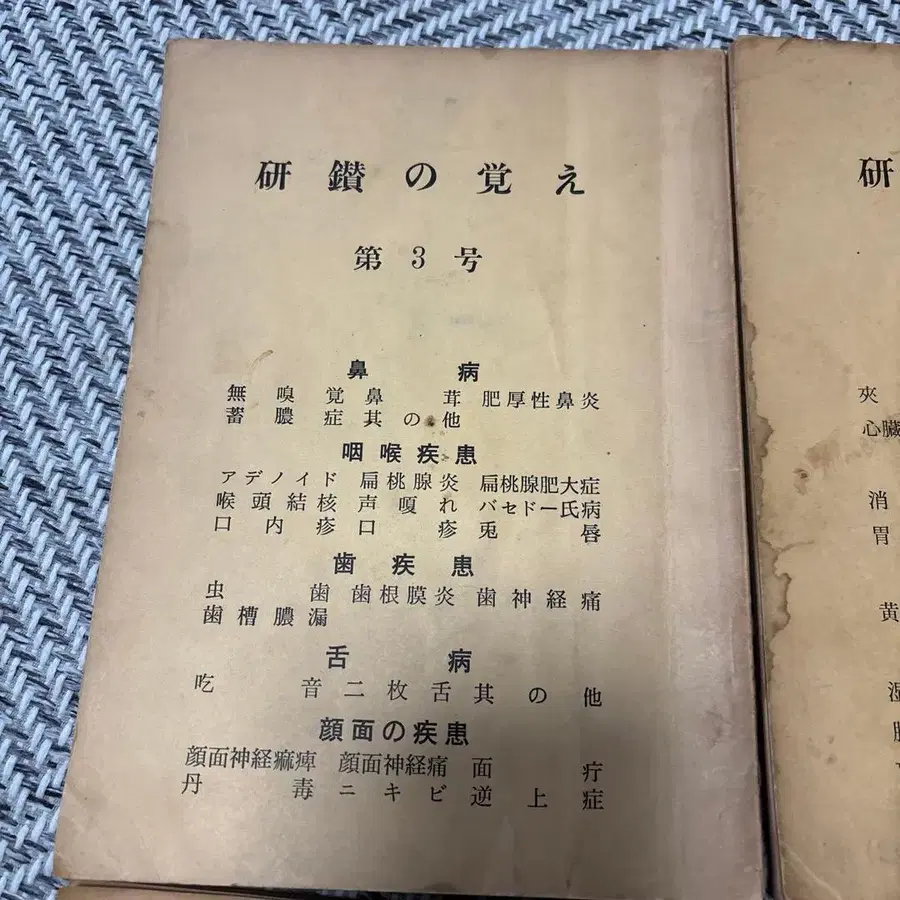 研鑚の覚え
第3号
鼻病
無嗅覚 鼻茸 肥厚性鼻炎
蓄膿症 其の他
咽喉疾患
アデノイド 扁桃腺炎 扁桃腺肥大症
喉頭結核 声嗄れ バセドー氏病
口内疹 口疹 兎唇
歯疾患
虫歯 歯根膜炎 歯神経痛
歯槽膿漏
舌病
吃音 二枚舌 其の他
顔面の疾患
顔面神経痲痺 顔面神経痛 面疔
丹毒 ニキビ 逆上症
研
夾
心臓
消
胃
黄
湿